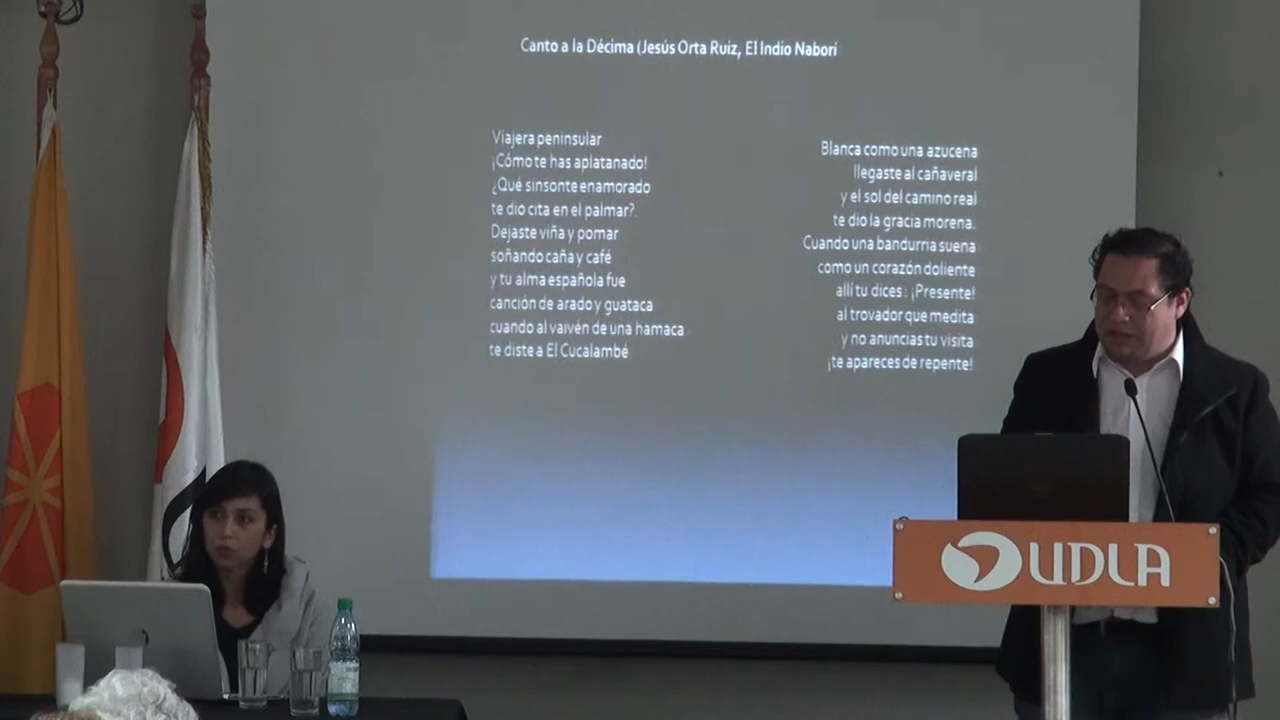 Canto a la Décima (Jesús Orta Ruíz, El Indio Naborí
Viajera peninsular
¡Cómo te has aplatanado!
¿Qué sinsonte enamorado
te dio cita en el palmar?.
Dejaste viña y pomar
soñando caña y café
y tu alma española fue
canción de arado y guataca
cuando al vaivén de una hamaca
te diste a El Cucalambé
Blanca como una azucena
llegaste al cañaveral
y el sol del camino real
te dio la gracia morena.
Cuando una bandurria suena
como un corazón doliente
allí tu dices: ¡Presente!
al trovador que medita
y no anuncias tu visita
¡te apareces de repente!
UDLA